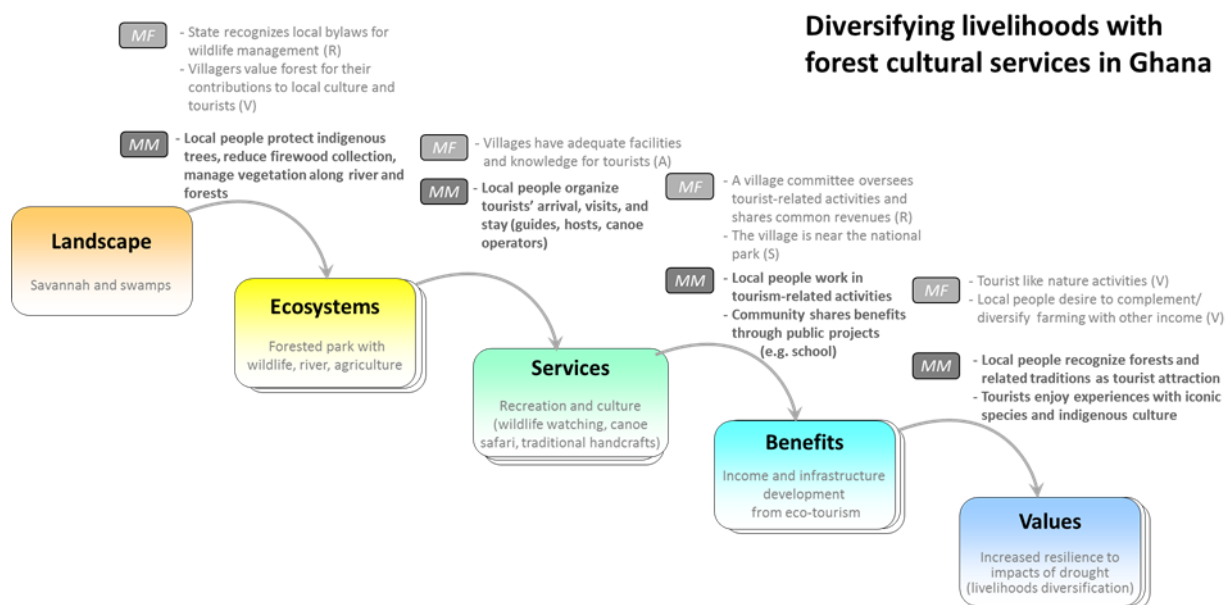 Diversifying livelihoods with
forest cultural services in Ghana
MF
- State recognizes local bylaws for
wildlife management (R)
- Villagers value forest for their
contributions to local culture and
tourists (V)
MM
- Local people protect indigenous
trees, reduce firewood collection,
manage vegetation along river and
forests
Landscape
Savannah and swamps
MF
- Villages have adequate facilities
and knowledge for tourists (A)
MM
- Local people organize
tourists' arrival, visits, and
stay (guides, hosts, canoe
operators)
Ecosystems
Forested park with
wildlife, river, agriculture
MF
- A village committee oversees
tourist-related activities and
shares common revenues (R)
- The village is near the national
park (S)
MM
- Local people work in
tourism-related activities
- Community shares benefits
through public projects
(e.g. school)
Services
Recreation and culture
(wildlife watching, canoe
safari, traditional handcrafts)
MF
- Tourist like nature activities (V)
- Local people desire to complement/
diversify farming with other income (V)
MM
- Local people recognize forests and
related traditions as tourist attraction
- Tourists enjoy experiences with iconic
species and indigenous culture
Benefits
Income and infrastructure
development
from eco-tourism
Values
Increased resilience to
impacts of drought
(livelihoods diversification)